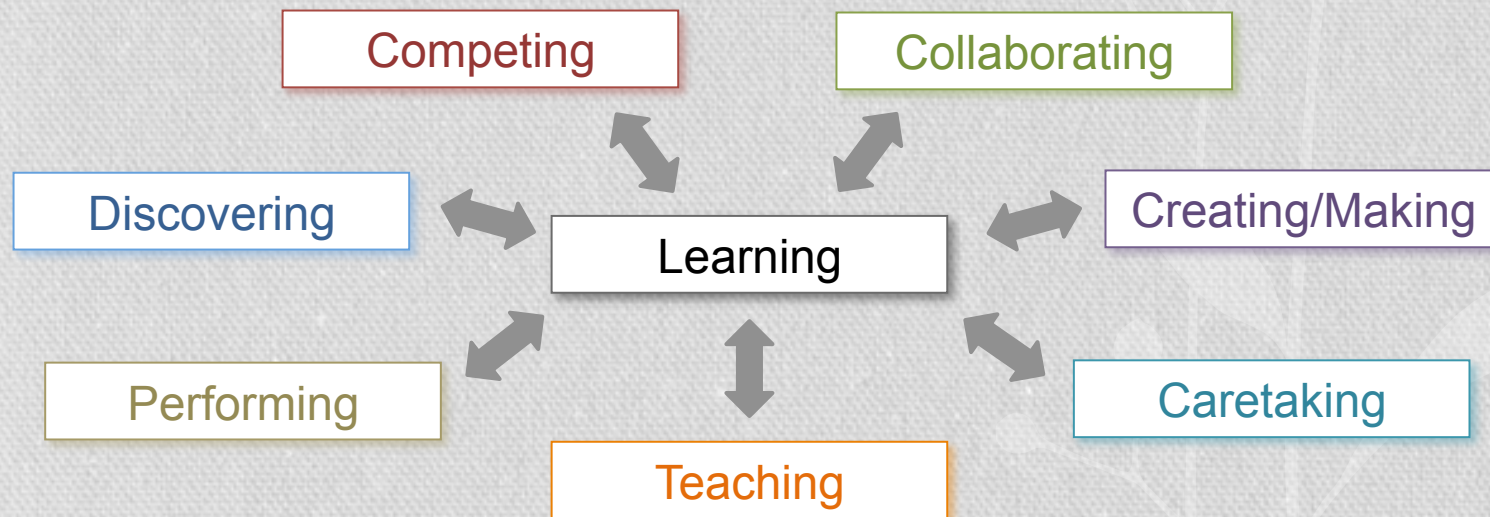 Competing
Collaborating
Discovering
Creating/Making
Learning
Performing
Caretaking
Teaching